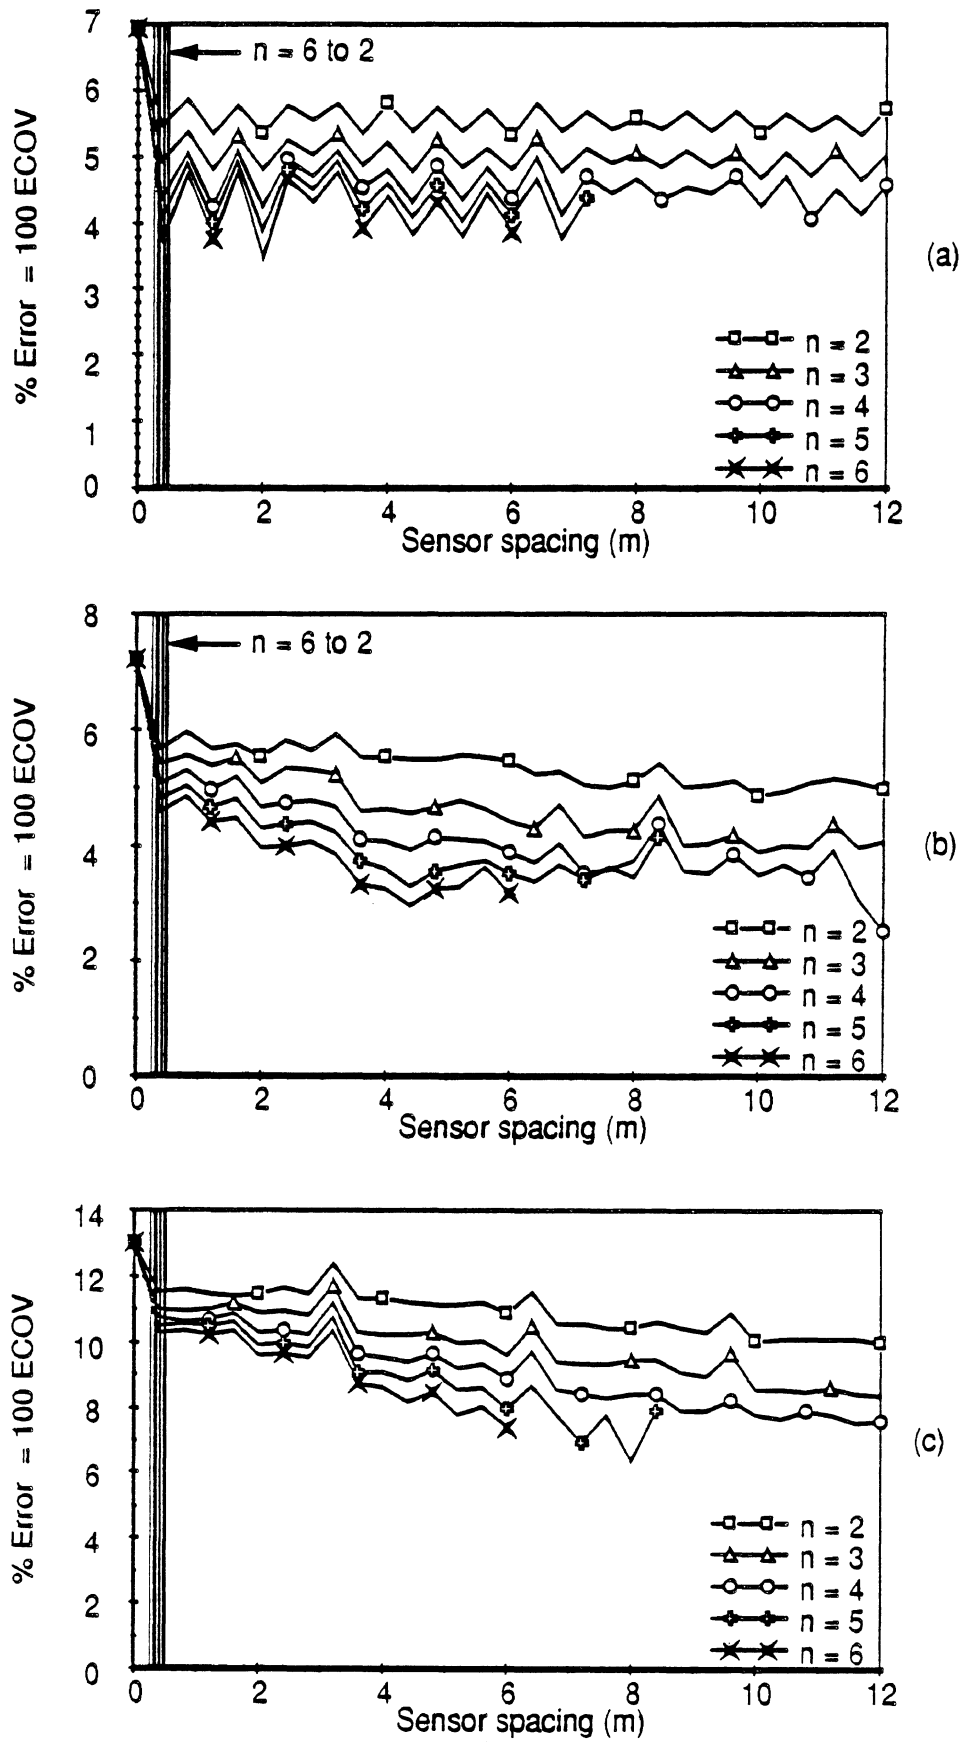 7
6
5
4
3
2
1
0
% Error = 100 ECOV
n = 6 to 2
n = 2
n = 3
n = 4
n = 5
n = 6
0 2 4 6 8 10 12
Sensor spacing (m)
(a)
8
6
4
2
0
% Error = 100 ECOV
n = 6 to 2
n = 2
n = 3
n = 4
n = 5
n = 6
0 2 4 6 8 10 12
Sensor spacing (m)
(b)
14
12
10
8
6
4
2
0
% Error = 100 ECOV
n = 2
n = 3
n = 4
n = 5
n = 6
0 2 4 6 8 10 12
Sensor spacing (m)
(c)